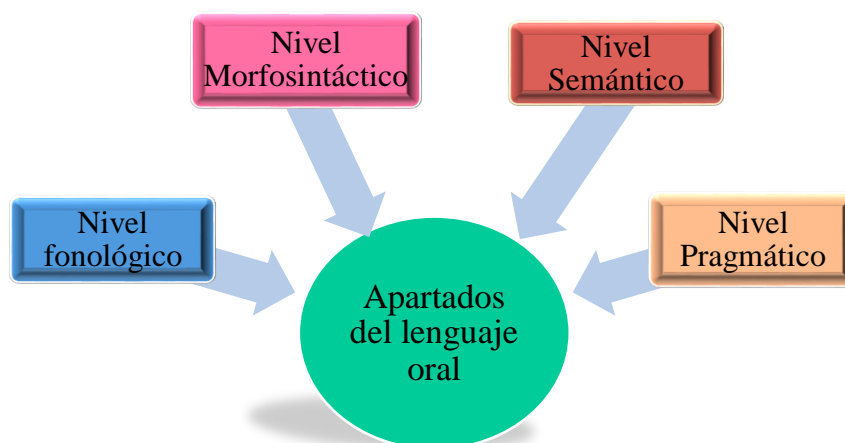 Nivel
Morfosintáctico
Nivel
Semántico
Nivel
fonológico
Nivel
Pragmático
Apartados
del lenguaje
oral